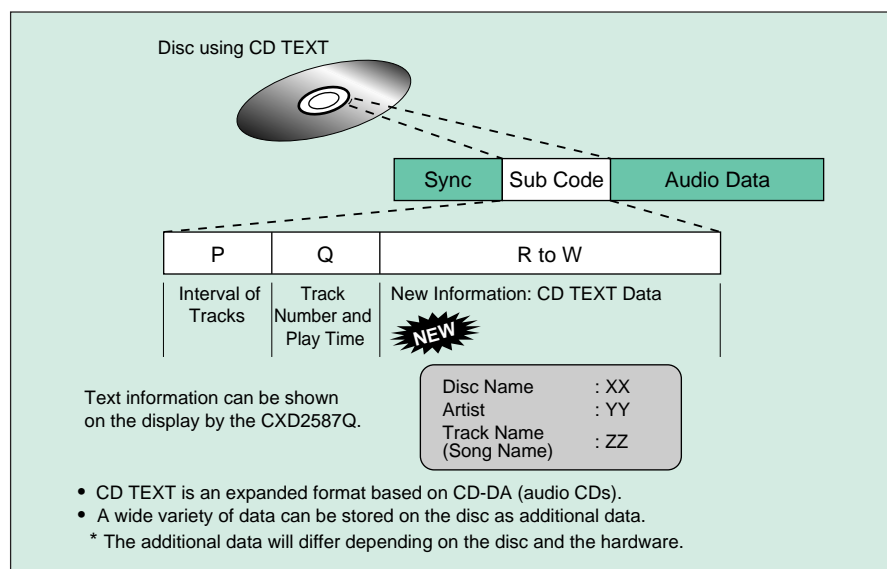 Disc using CD TEXT
Sync Sub Code Audio Data
P Q R to W
Interval of
Tracks
Track
Number and
Play Time
New Information: CD TEXT Data
NEW
Text information can be shown
on the display by the CXD2587Q.
Disc Name : XX
Artist : YY
Track Name
(Song Name) : ZZ
• CD TEXT is an expanded format based on CD-DA (audio CDs).
• A wide variety of data can be stored on the disc as additional data.
* The additional data will differ depending on the disc and the hardware.